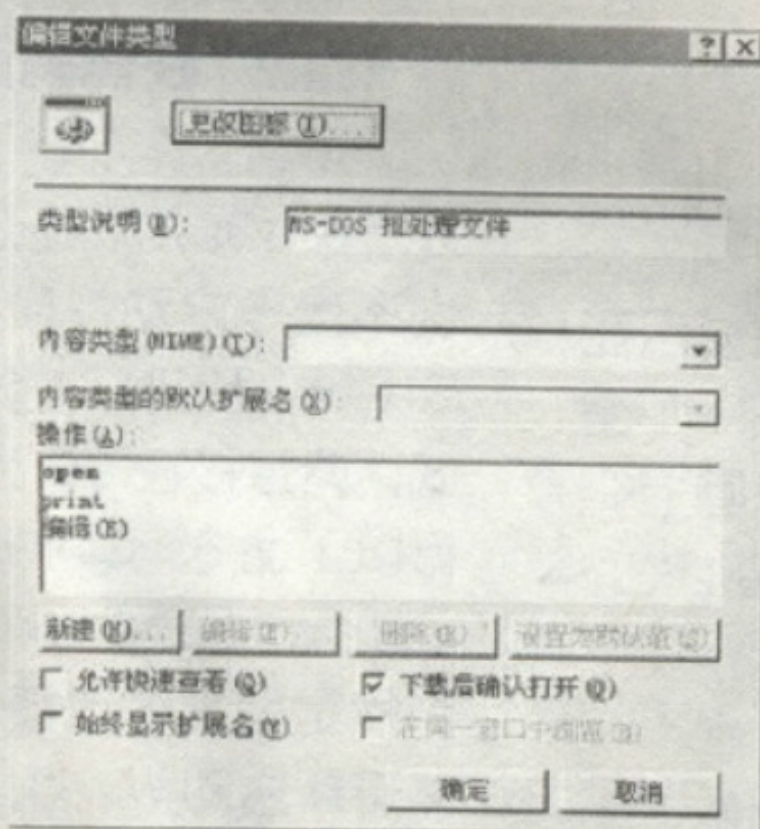 编辑文件类型
更改图标(I)...
类型说明(D):
MS-DOS 批处理文件
内容类型(MIME)(T):
内容类型的默认扩展名(X):
操作(A):
open
print
编辑(E)
新建(N)... 编辑(E)... 删除(R) 设置为默认值(S)
允许快速查看(Q) 下载后确认打开(O)
始终显示扩展名(Y) 在同一窗口中浏览(B)
确定 取消